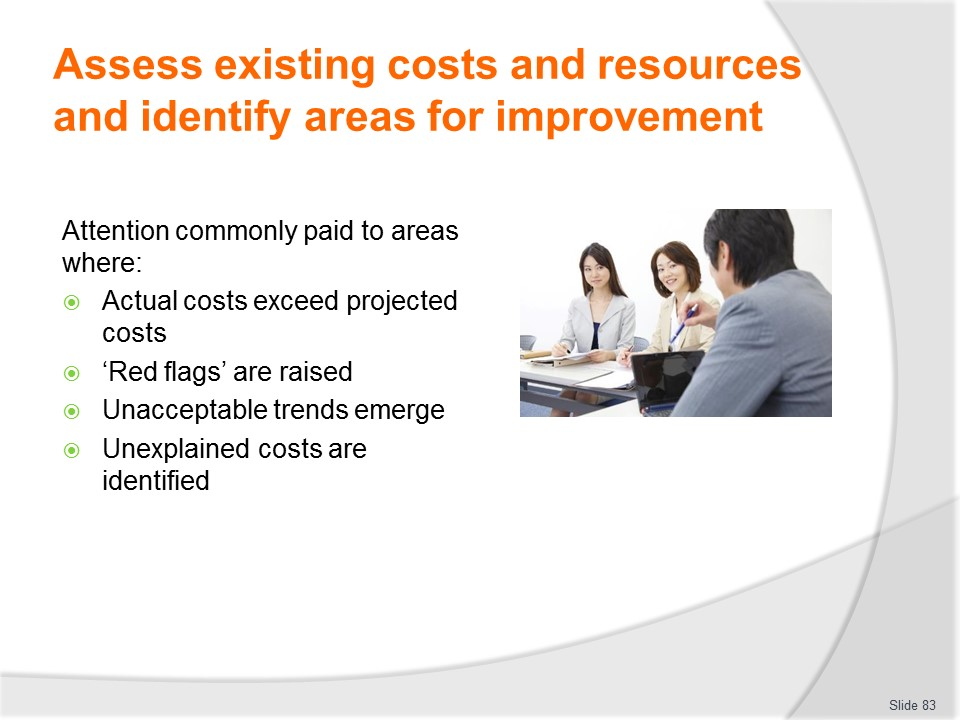 Assess existing costs and resources
and identify areas for improvement
Attention commonly paid to areas
where:
Actual costs exceed projected
costs
‘Red flags’ are raised
Unacceptable trends emerge
Unexplained costs are
identified
Slide 83